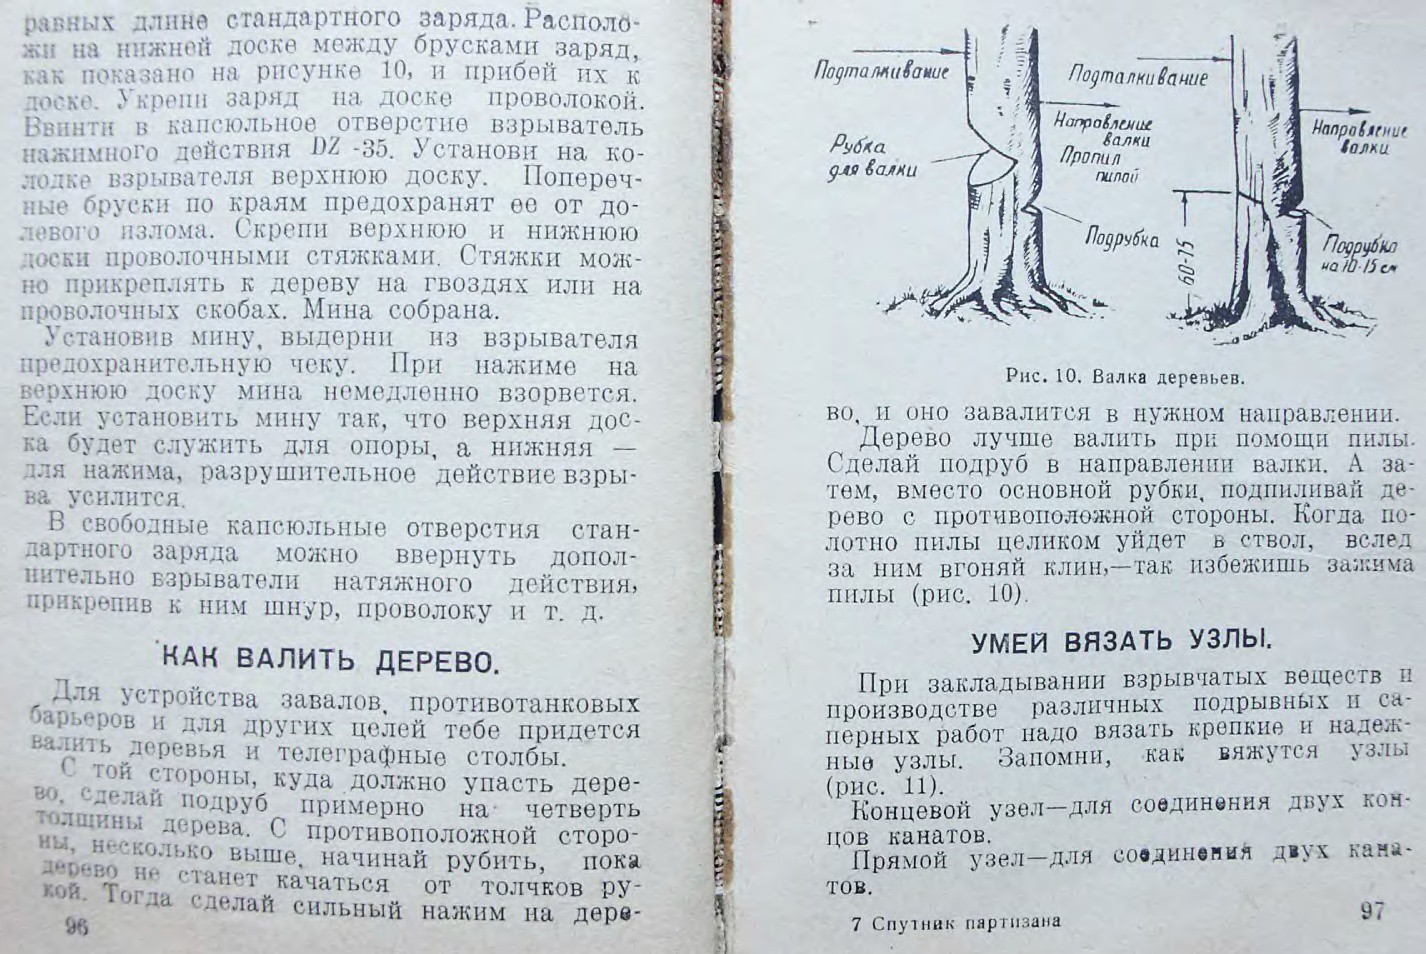 равных длине стандартного заряда. Располо-
жи на нижней доске между брусками заряд,
как показано на рисунке 10, и прибей их к
доске. Укрепи заряд на доске проволокой.
Ввинти в капсюльное отверстие взрыватель
нажимного действия DZ-35. Установи на ко-
лодке взрывателя верхнюю доску. Попереч-
ные бруски по краям предохранят ее от до-
левого излома. Скрепи верхнюю и нижнюю
доски проволочными стяжками. Стяжки мож-
но прикреплять к дереву на гвоздях или на
проволочных скобах. Мина собрана.
Установив мину, выдерни из взрывателя
предохранительную чеку. При нажиме на
верхнюю доску мина немедленно взорвется.
Если установить мину так, что верхняя дос-
ка будет служить для опоры, а нижняя —
для нажима, разрушительное действие взры-
ва усилится.
В свободные капсюльные отверстия стан-
дартного заряда можно ввернуть допол-
нительно взрыватели натяжного действия,
прикрепив к ним шнур, проволоку и т. д.
КАК ВАЛИТЬ ДЕРЕВО.
Для устройства завалов, противотанковых
барьеров и для других целей тебе придется
валить деревья и телеграфные столбы.
С той стороны, куда должно упасть дере-
во, сделай подруб примерно на четверть
толщины дерева. С противоположной сторо-
ны, несколько выше, начинай рубить, пока
дерево не станет качаться от толчков ру-
кой. Тогда сделай сильный нажим на дере-
96
Подталкивание
Рубка
для валки
Направление
валки
Пропил
пилой
Подрубка
Подталкивание
Направление
валки
60-75
Подрубка
на 10-15 см
Рис. 10. Валка деревьев.
во, и оно завалится в нужном направлении.
Дерево лучше валить при помощи пилы.
Сделай подруб в направлении валки. А за-
тем, вместо основной рубки, подпиливай де-
рево с противоположной стороны. Когда по-
лотно пилы целиком уйдет в ствол, вслед
за ним вгоняй клин,—так избежишь зажима
пилы (рис. 10).
УМЕЙ ВЯЗАТЬ УЗЛЫ.
При закладывании взрывчатых веществ и
производстве различных подрывных и са-
перных работ надо вязать крепкие и надеж-
ные узлы. Запомни, как вяжутся узлы
(рис. 11).
Концевой узел—для соединения двух кон-
цов канатов.
Прямой узел—для соединения двух кана-
тов.
7 Спутник партизана
97